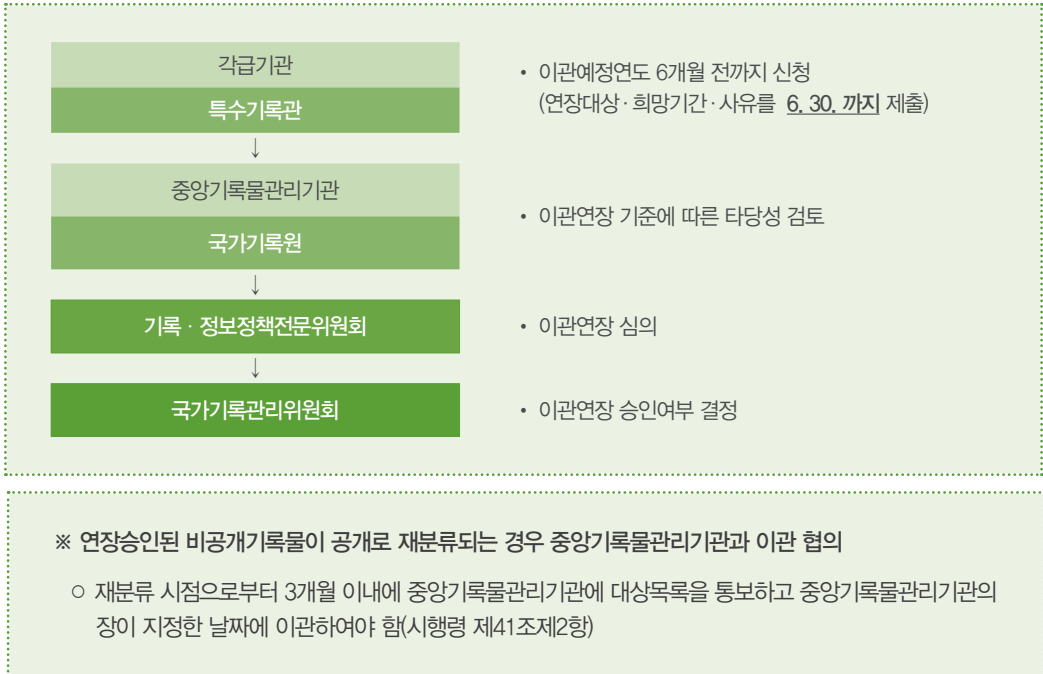 각급기관
• 이관예정연도 6개월 전까지 신청
특수기록관
(연장대상·희망기간·사유를 6. 30. 까지 제출)
↓
중앙기록물관리기관
• 이관연장 기준에 따른 타당성 검토
국가기록원
↓
기록·정보정책전문위원회
• 이관연장 심의
↓
국가기록관리위원회
• 이관연장 승인여부 결정
※ 연장승인된 비공개기록물이 공개로 재분류되는 경우 중앙기록물관리기관과 이관 협의
○ 재분류 시점으로부터 3개월 이내에 중앙기록물관리기관에 대상목록을 통보하고 중앙기록물관리기관의
장이 지정한 날짜에 이관하여야 함(시행령 제41조제2항)